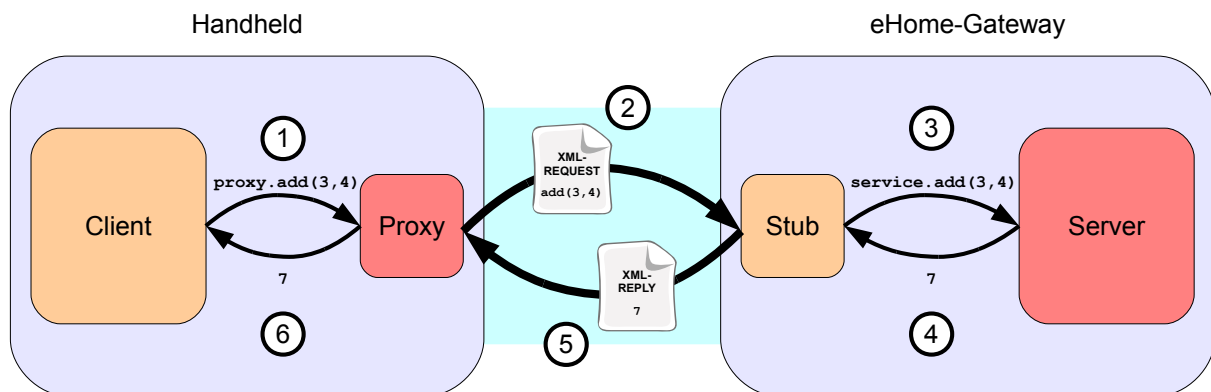 Handheld
eHome-Gateway
1
2
3
XML-
REQUEST
add(3,4)
proxy.add(3,4)
service.add(3,4)
Client
Proxy
Stub
Server
7
XML-
REPLY
7
7
6
5
4